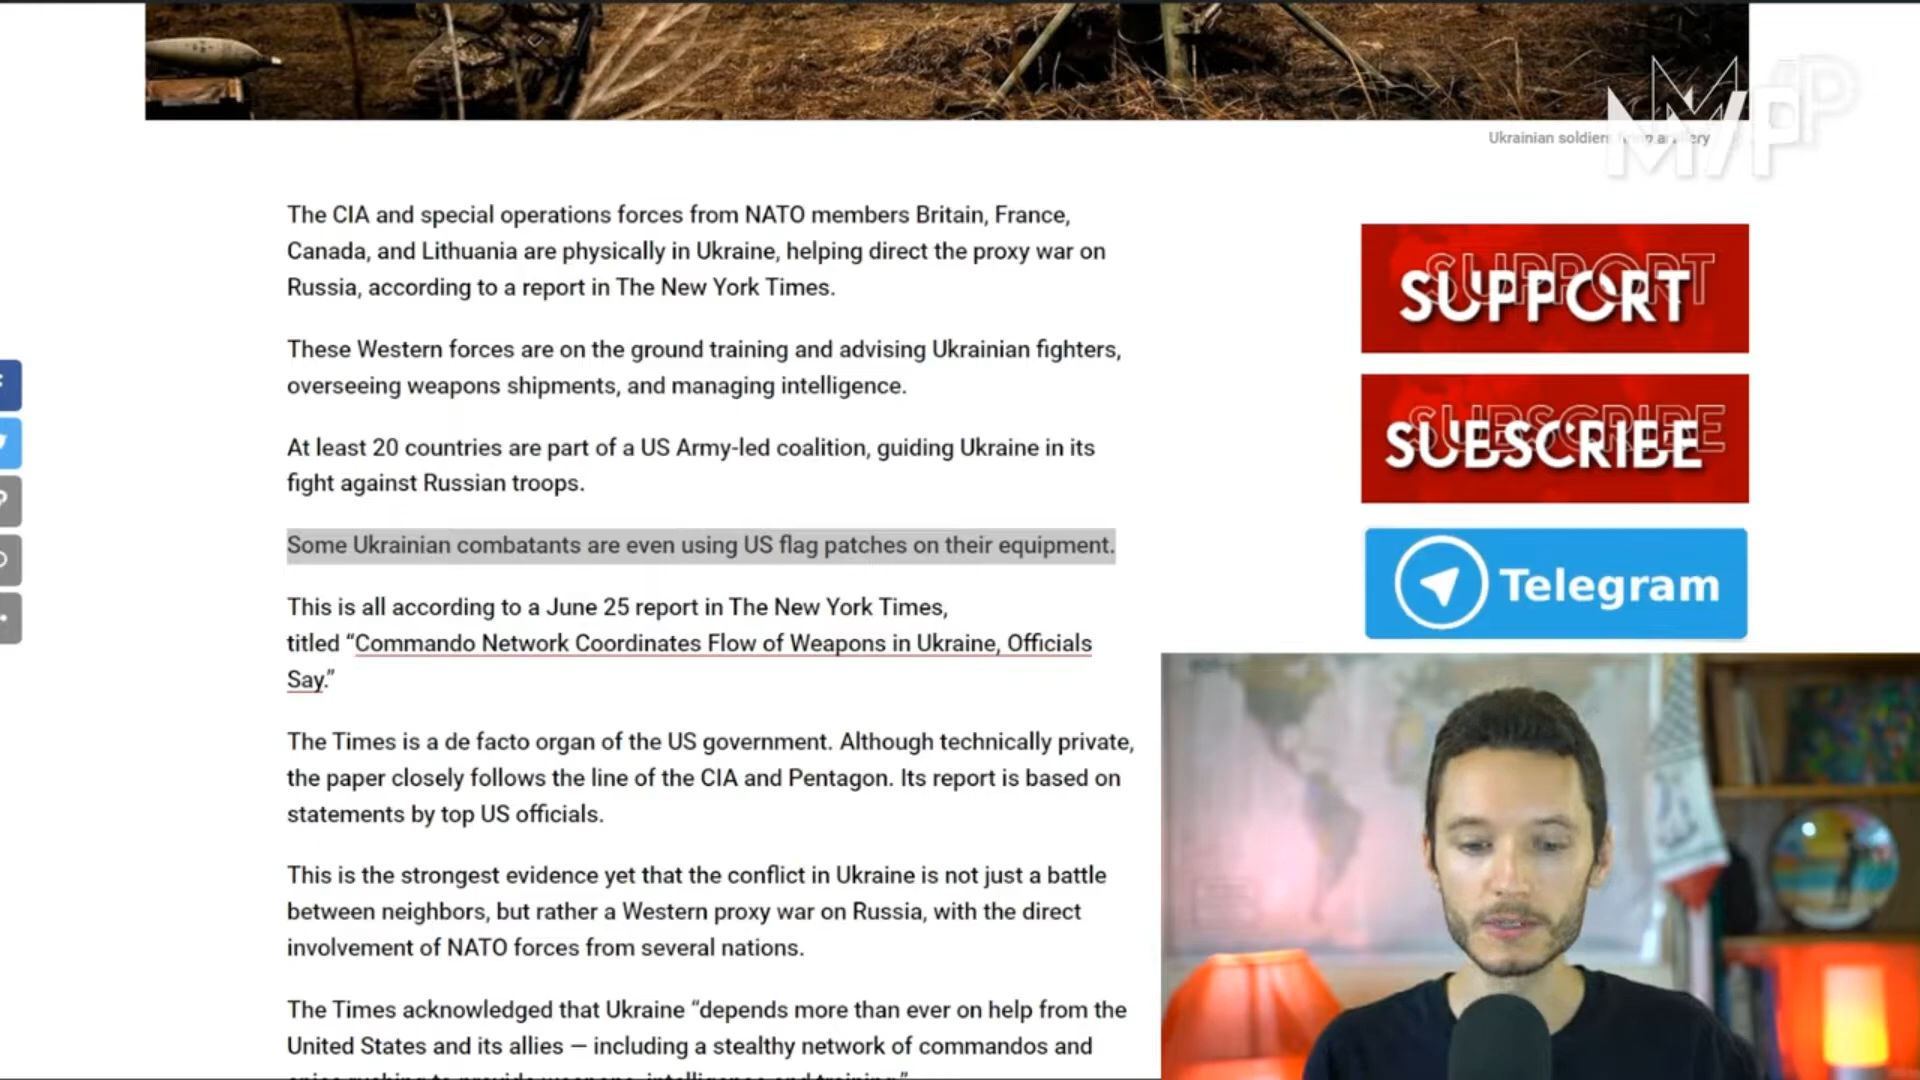 MVP
Ukrainian soldiers firing artillery
The CIA and special operations forces from NATO members Britain, France,
Canada, and Lithuania are physically in Ukraine, helping direct the proxy war on
Russia, according to a report in The New York Times.
These Western forces are on the ground training and advising Ukrainian fighters,
overseeing weapons shipments, and managing intelligence.
At least 20 countries are part of a US Army-led coalition, guiding Ukraine in its
fight against Russian troops.
Some Ukrainian combatants are even using US flag patches on their equipment.
This is all according to a June 25 report in The New York Times,
titled “Commando Network Coordinates Flow of Weapons in Ukraine, Officials
Say.”
The Times is a de facto organ of the US government. Although technically private,
the paper closely follows the line of the CIA and Pentagon. Its report is based on
statements by top US officials.
This is the strongest evidence yet that the conflict in Ukraine is not just a battle
between neighbors, but rather a Western proxy war on Russia, with the direct
involvement of NATO forces from several nations.
The Times acknowledged that Ukraine “depends more than ever on help from the
United States and its allies — including a stealthy network of commandos and
SUPPORT
SUBSCRIBE
Telegram